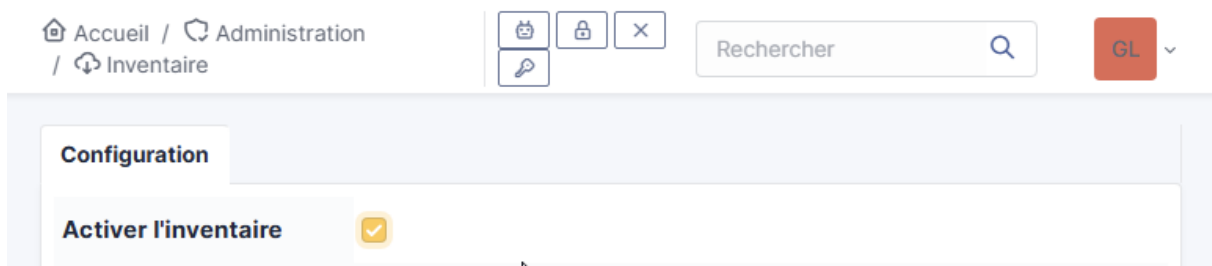 Accueil / Administration
/ Inventaire
Rechercher
GL
Configuration
Activer l'inventaire